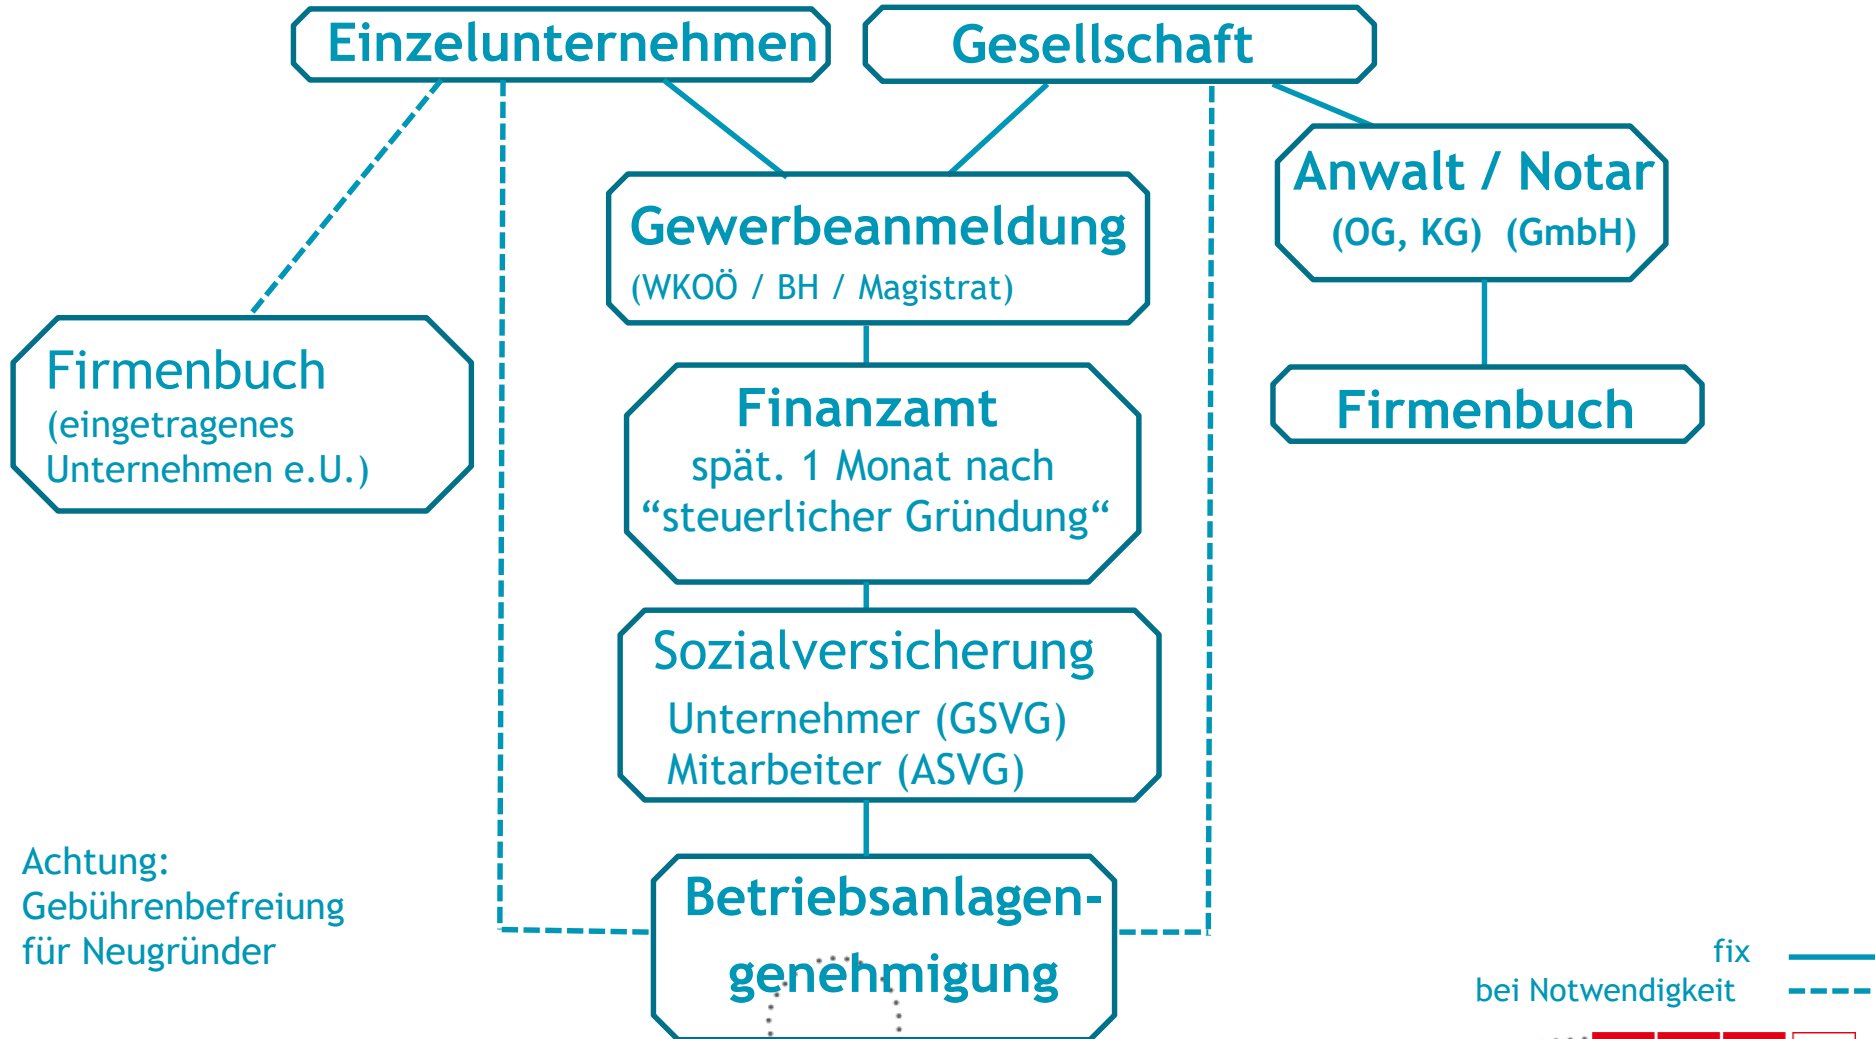 Einzelunternehmen
Gesellschaft
Anwalt / Notar
(OG, KG) (GmbH)
Gewerbeanmeldung
(WKOÖ / BH / Magistrat)
Firmenbuch
(eingetragenes
Unternehmen e.U.)
Finanzamt
spät. 1 Monat nach
“steuerlicher Gründung“
Firmenbuch
Sozialversicherung
Unternehmer (GSVG)
Mitarbeiter (ASVG)
Betriebsanlagen-
genehmigung
Achtung:
Gebührenbefreiung
für Neugründer
fix
bei Notwendigkeit